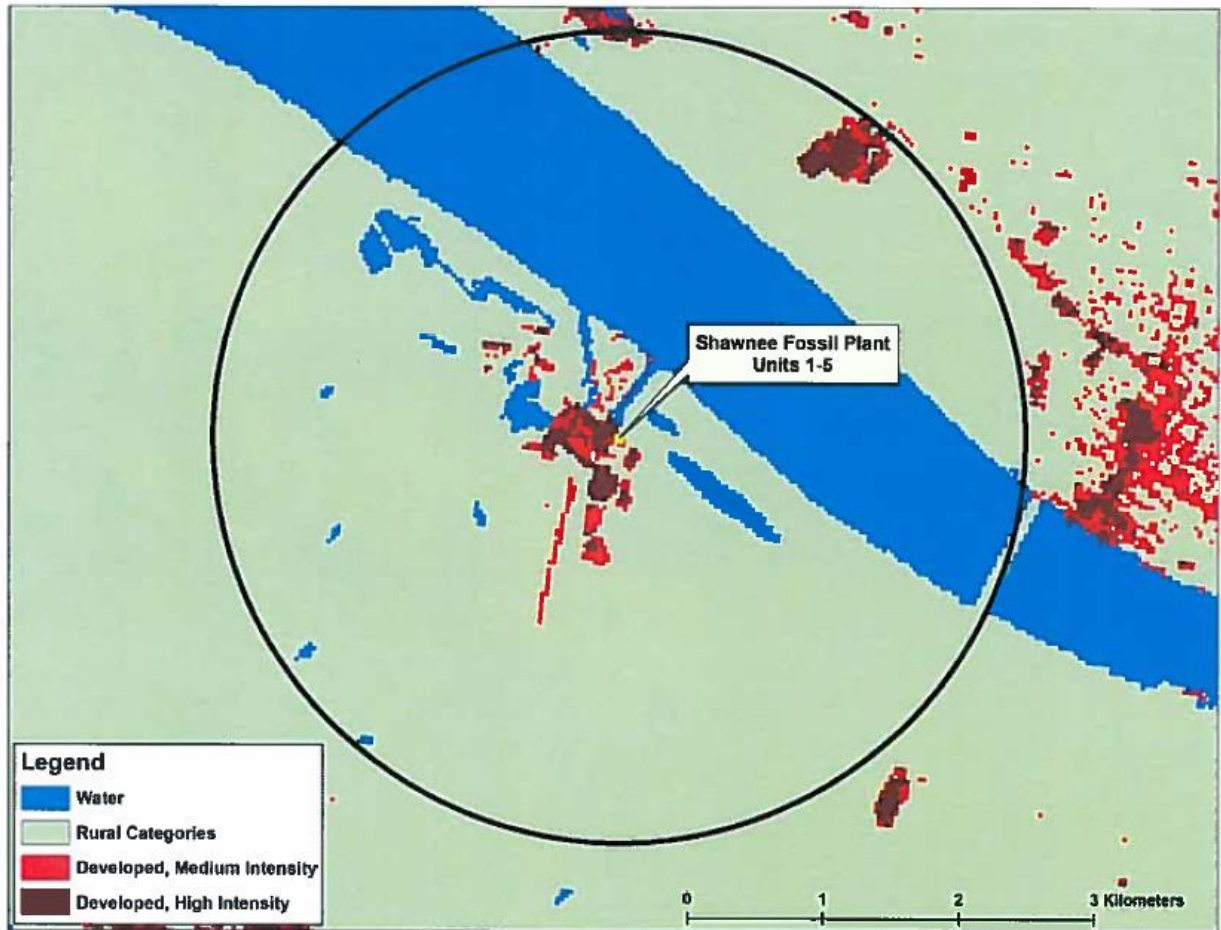 Shawnee Fossil Plant
Units 1-5
Legend
Water
Rural Categories
Developed, Medium Intensity
Developed, High Intensity
0 1 2 3 Kilometers